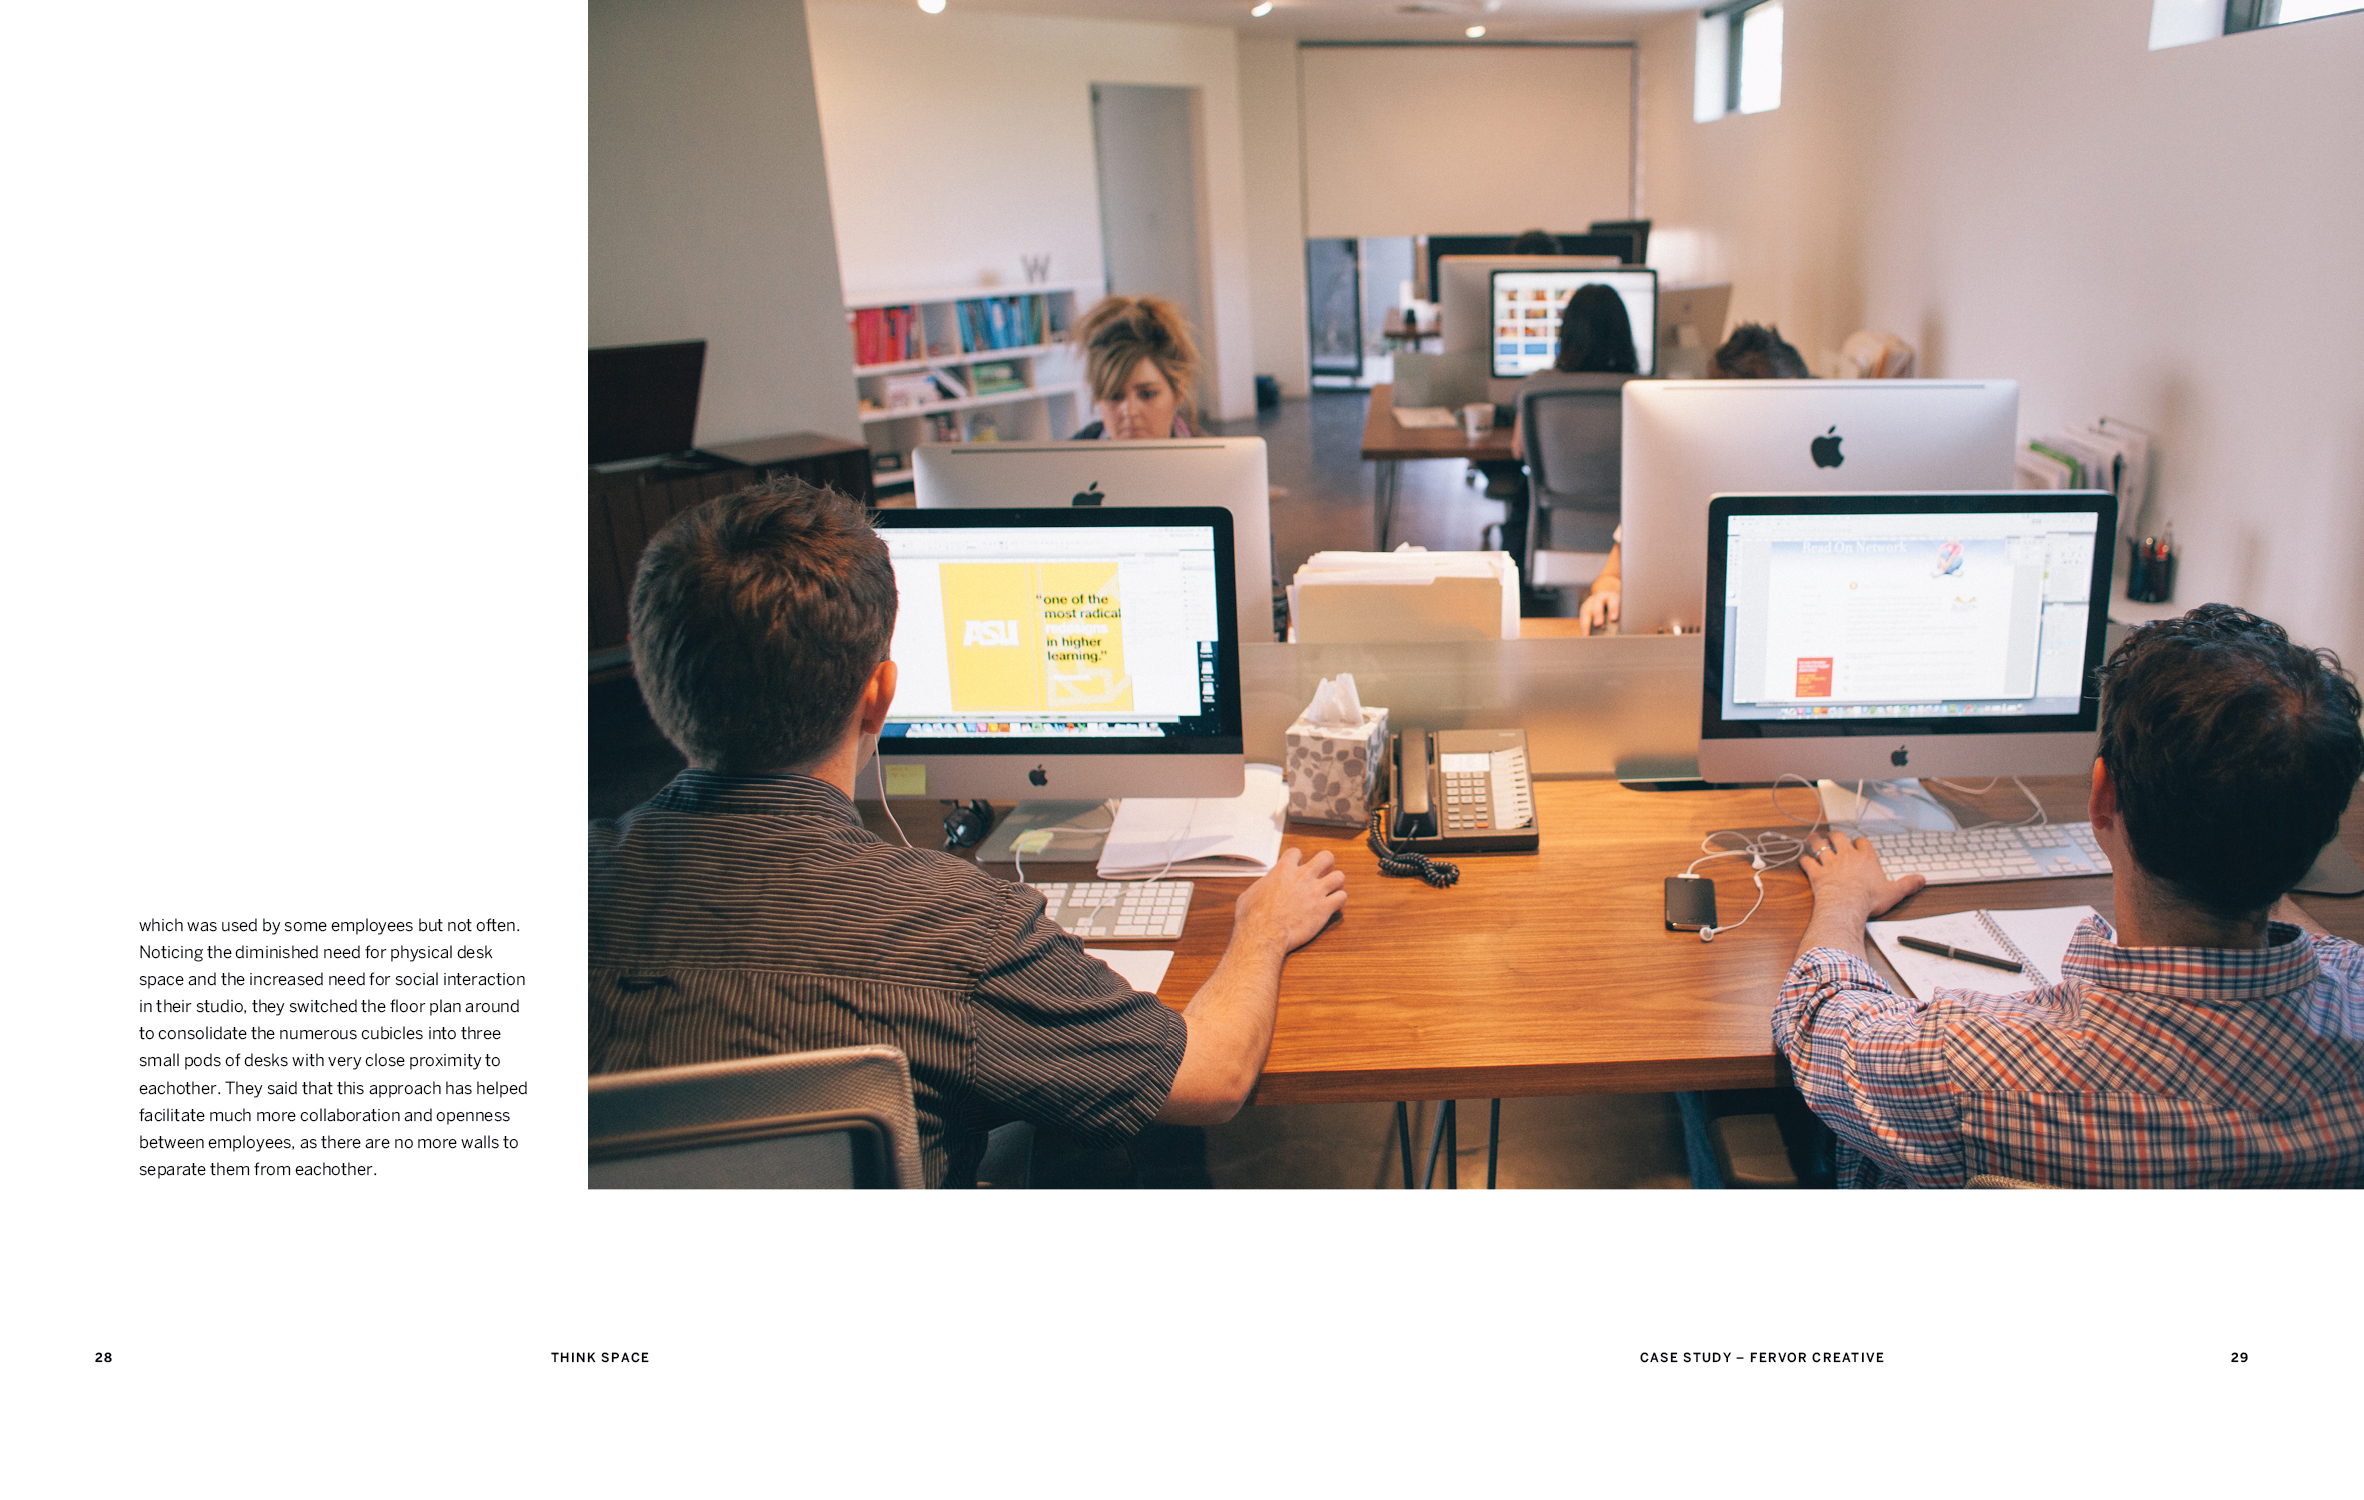 which was used by some employees but not often.
Noticing the diminished need for physical desk
space and the increased need for social interaction
in their studio, they switched the floor plan around
to consolidate the numerous cubicles into three
small pods of desks with very close proximity to
eachother. They said that this approach has helped
facilitate much more collaboration and openness
between employees, as there are no more walls to
separate them from eachother.
W
ASU
“one of the
most radical
redesigns
in higher
learning.”
Read On Network
28
THINK SPACE
CASE STUDY – FERVOR CREATIVE
29